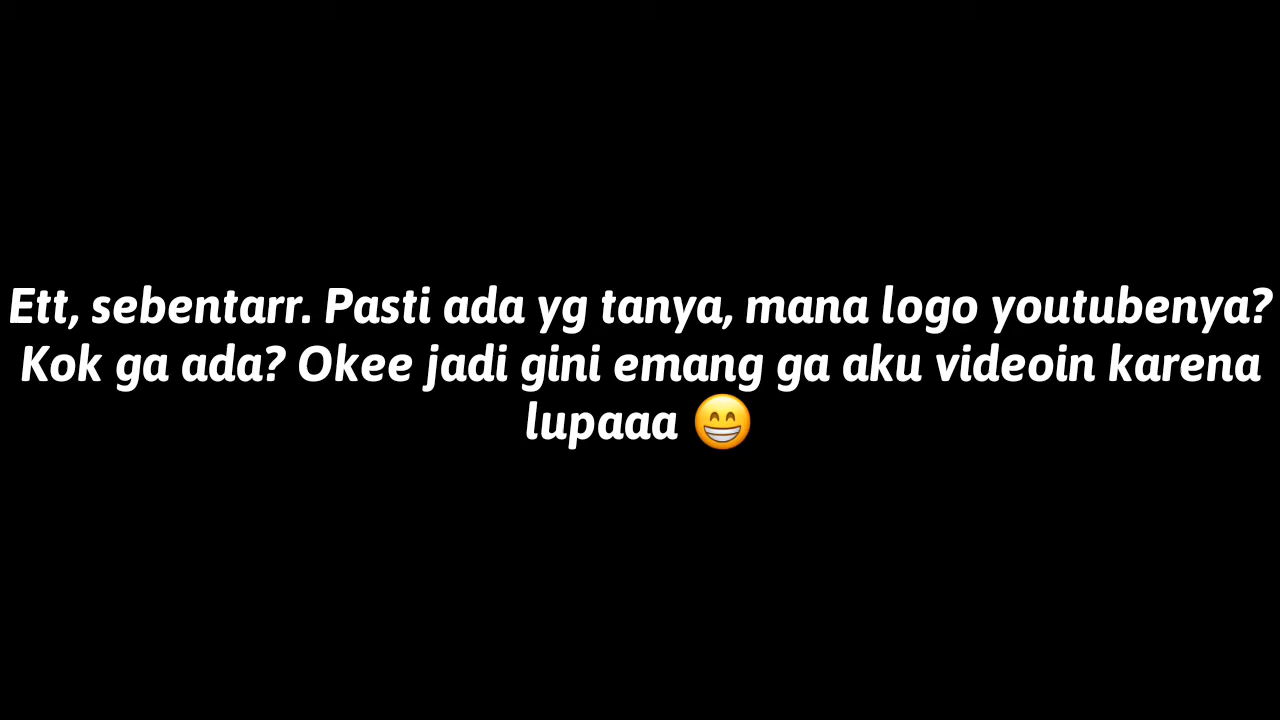 Ett, sebentarr. Pasti ada yg tanya, mana logo youtubenya?
Kok ga ada? Okee jadi gini emang ga aku videoin karena
lupaaa 😁